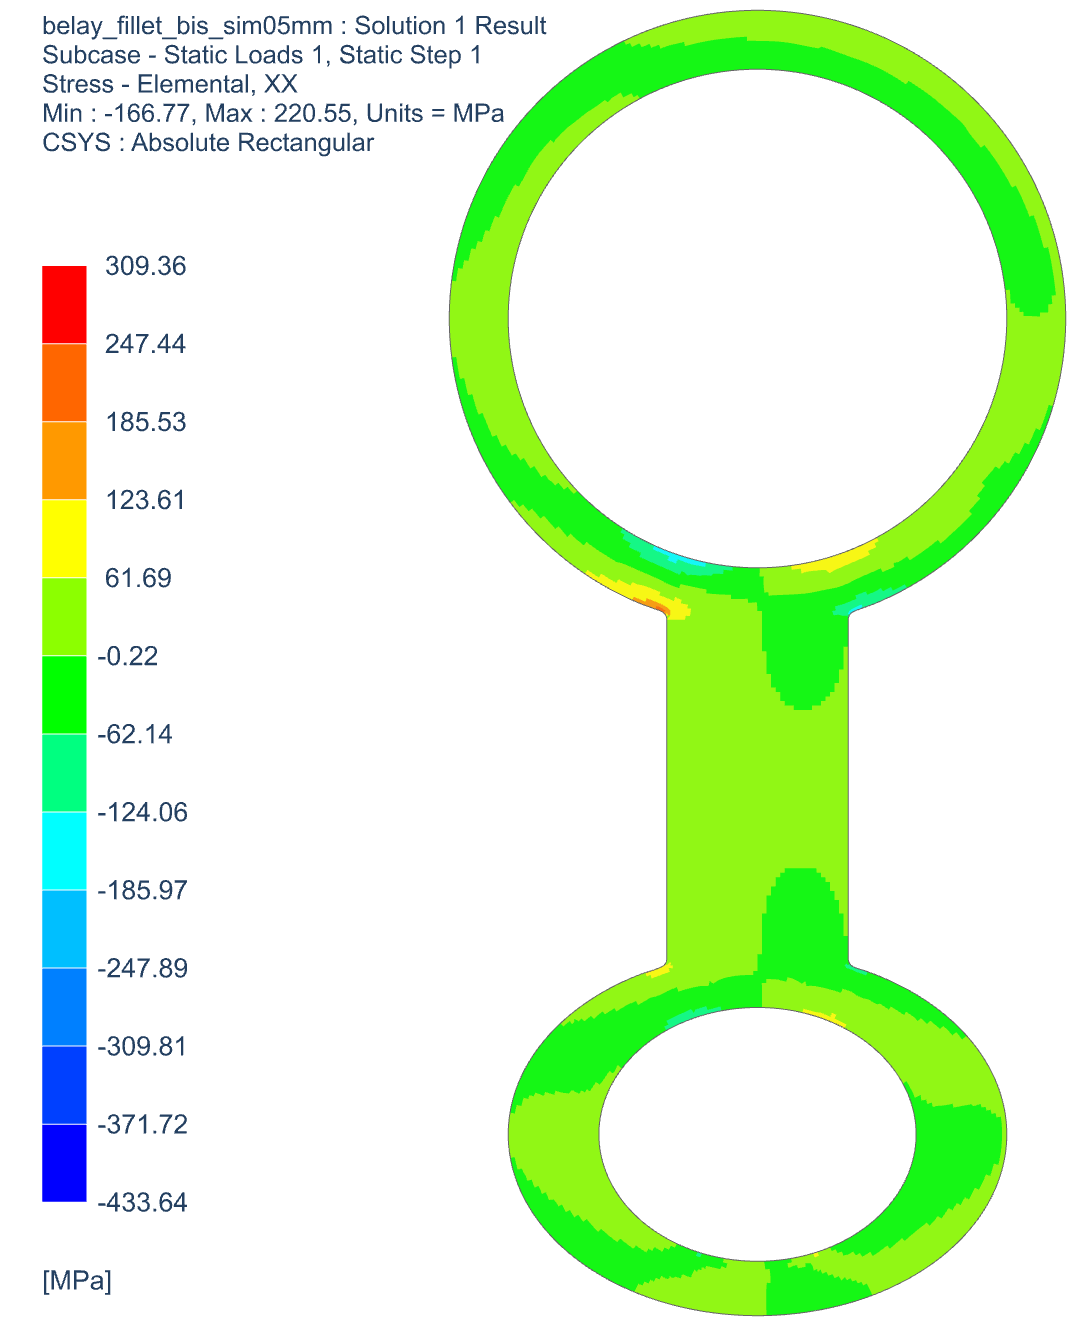 belay_fillet_bis_sim05mm : Solution 1 Result
Subcase - Static Loads 1, Static Step 1
Stress - Elemental, XX
Min : -166.77, Max : 220.55, Units = MPa
CSYS : Absolute Rectangular
309.36
247.44
185.53
123.61
61.69
-0.22
-62.14
-124.06
-185.97
-247.89
-309.81
-371.72
-433.64
[MPa]